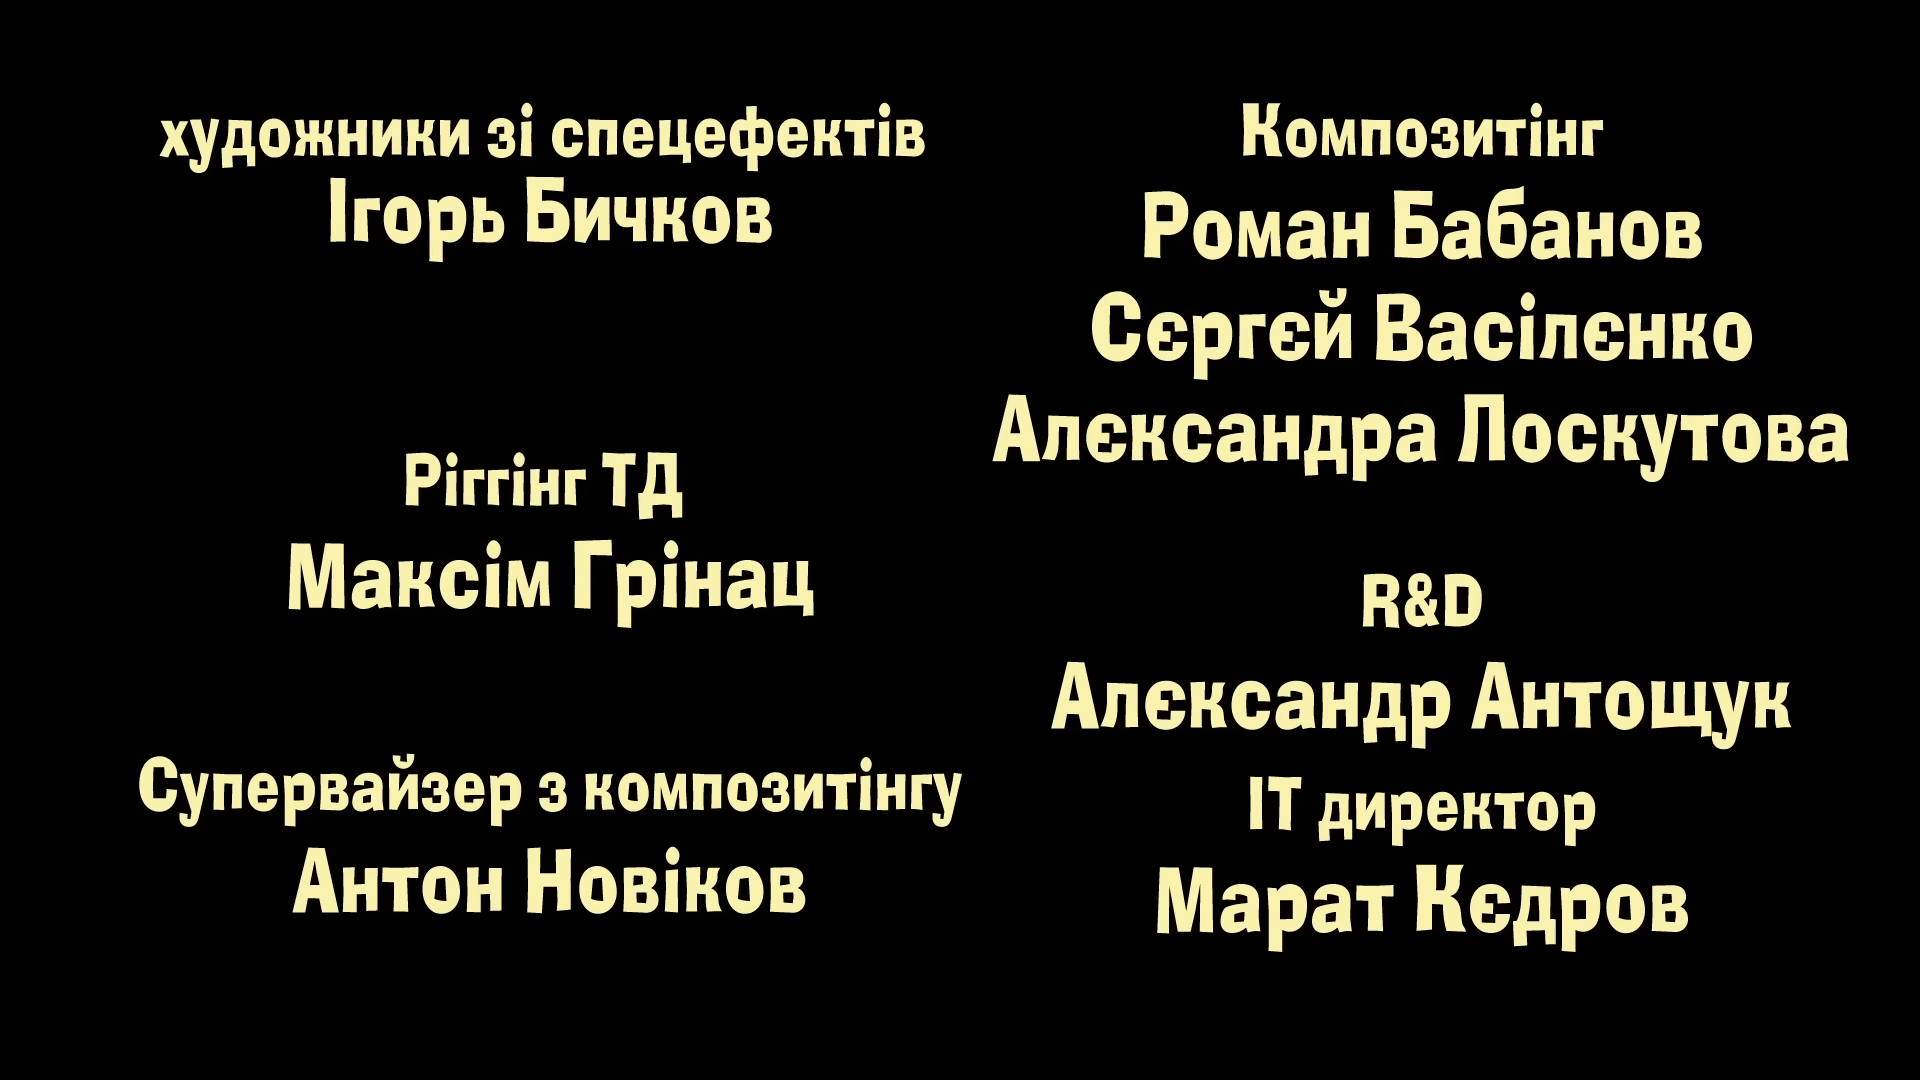 художники зі спецефектів
Ігорь Бичков
Ріггінг ТД
Максім Грінац
Супервайзер з композитінгу
Антон Новіков
Композитінг
Роман Бабанов
Сєргєй Васілєнко
Алєксандра Лоскутова
R&D
Алєксандр Антощук
ІТ директор
Марат Кєдров